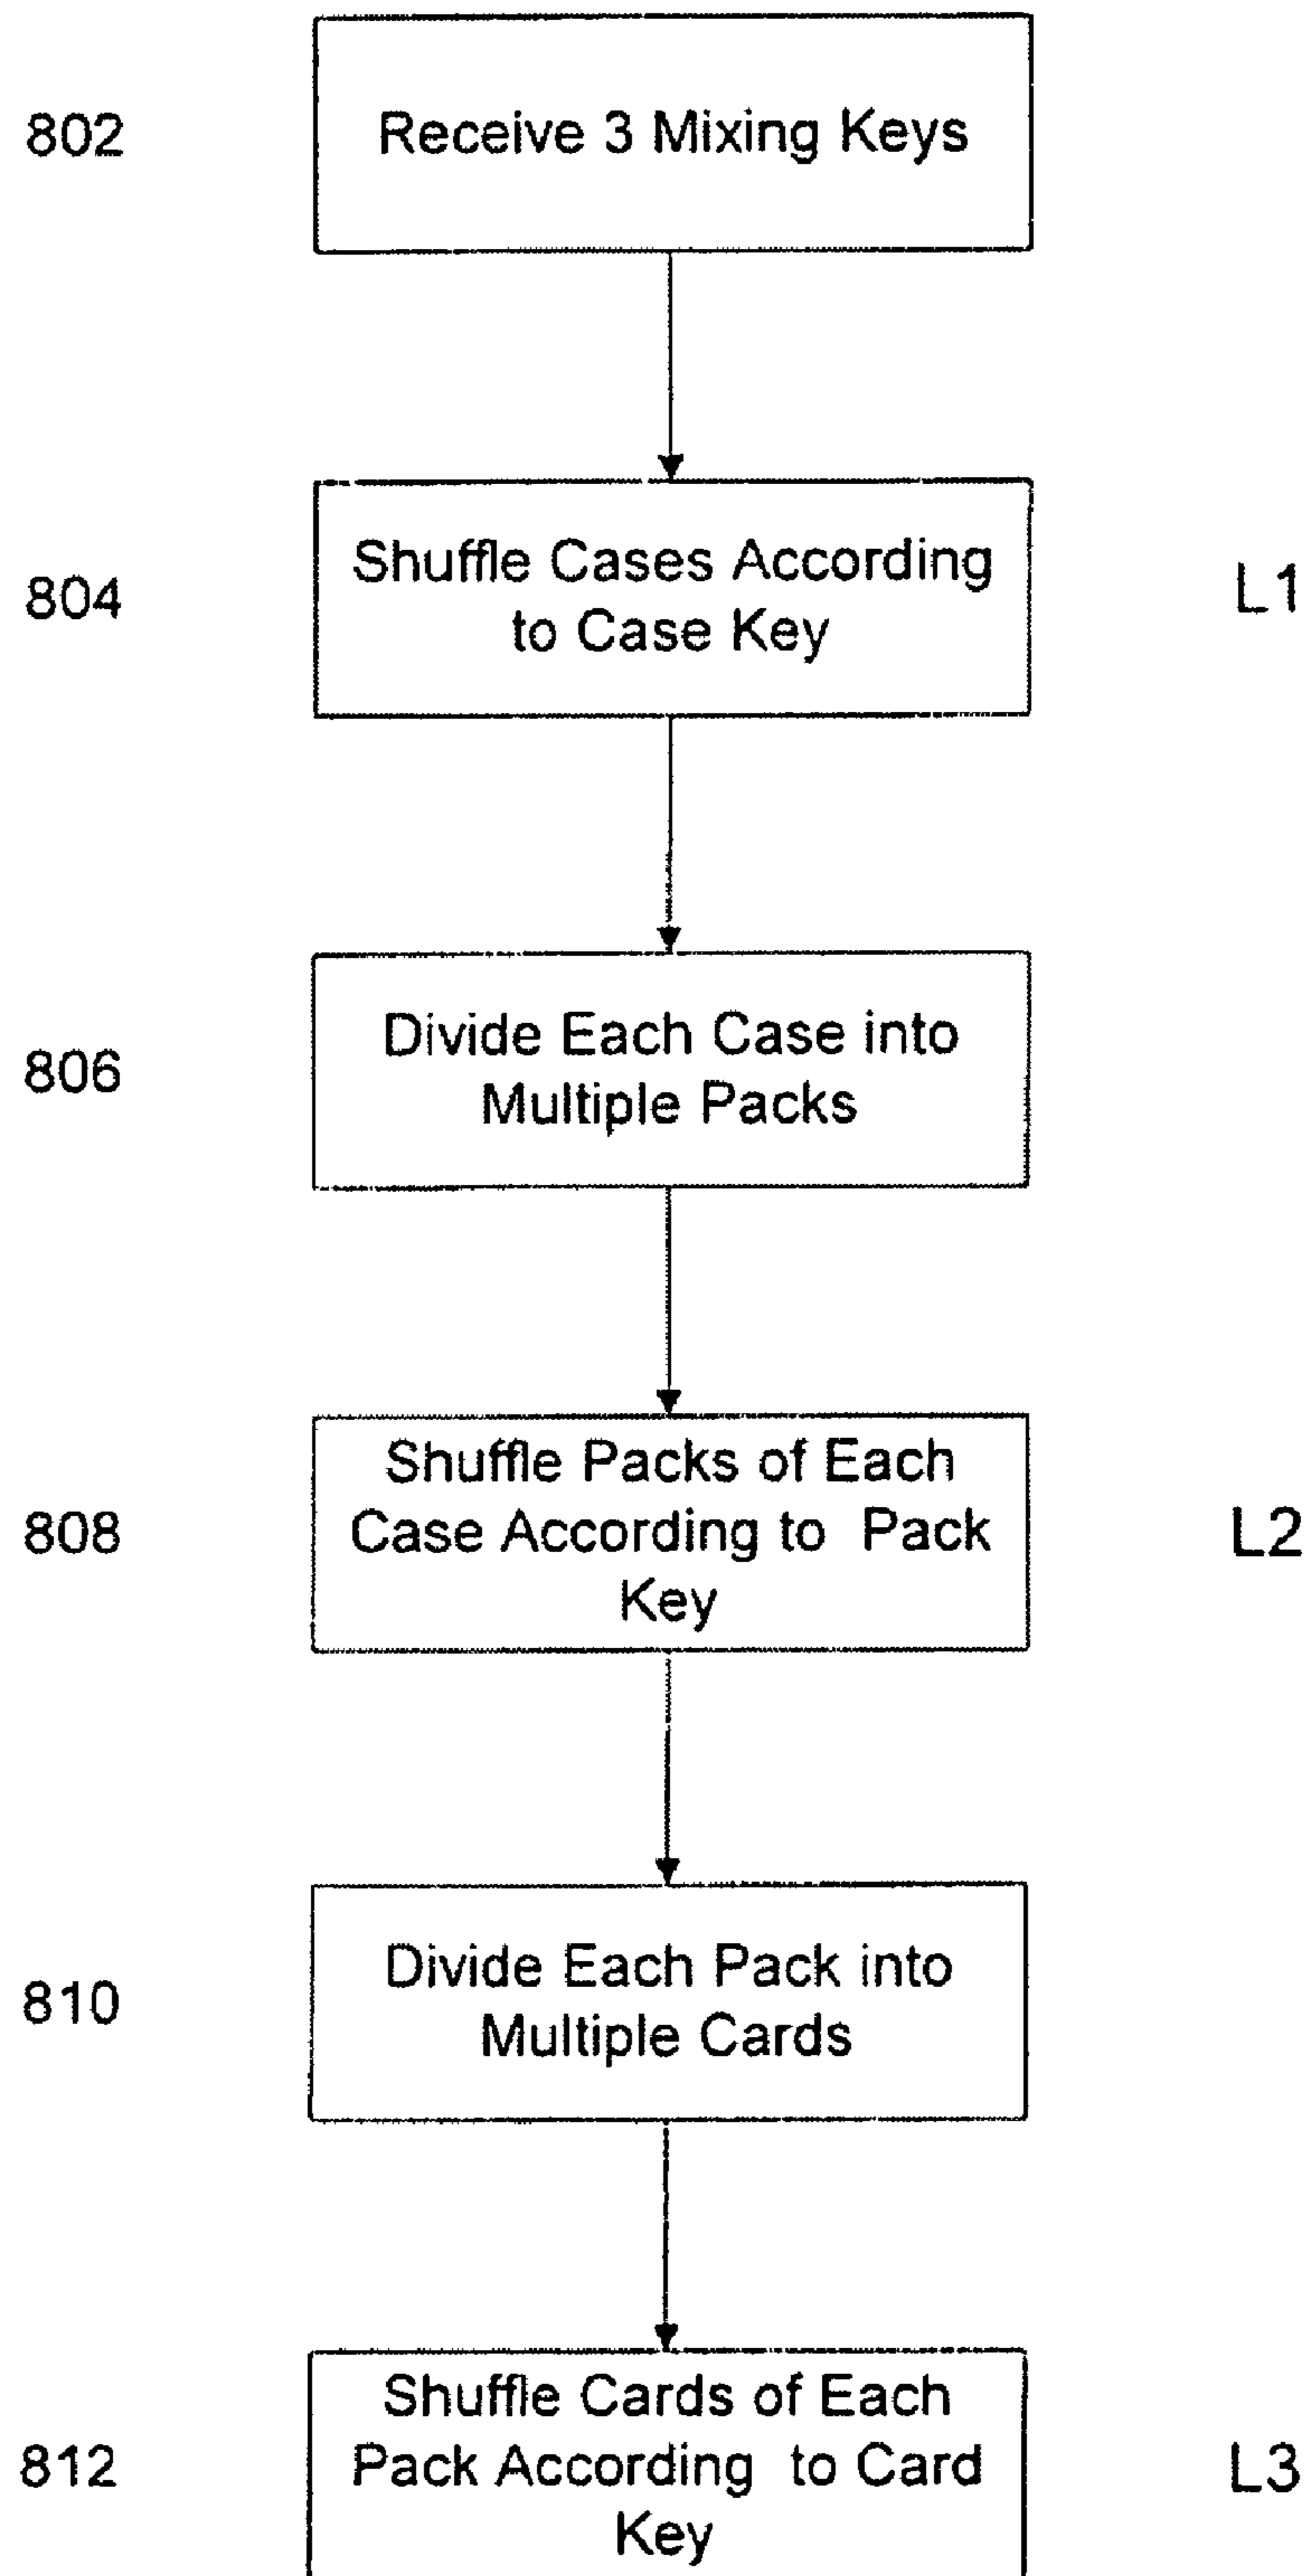 802
Receive 3 Mixing Keys
804
Shuffle Cases According
to Case Key
L1
806
Divide Each Case into
Multiple Packs
808
Shuffle Packs of Each
Case According to Pack
Key
L2
810
Divide Each Pack into
Multiple Cards
812
Shuffle Cards of Each
Pack According to Card
Key
L3